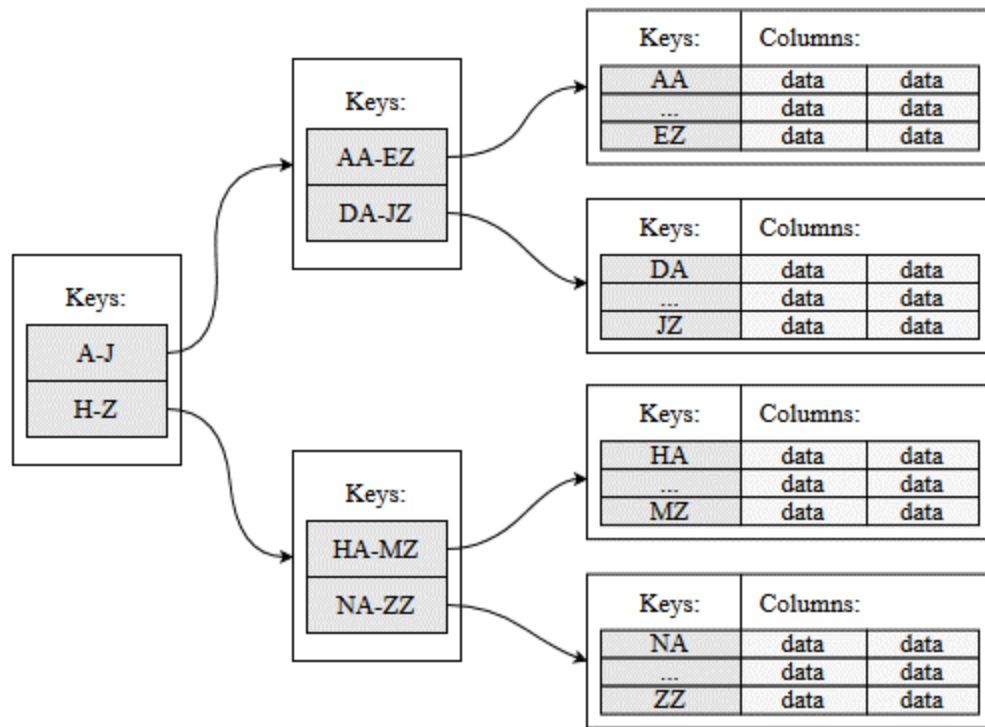 Keys:
A-J
H-Z
Keys:
AA-EZ
DA-JZ
Keys:
HA-MZ
NA-ZZ
Keys: Columns:
AA data data
... data data
EZ data data
Keys: Columns:
DA data data
... data data
JZ data data
Keys: Columns:
HA data data
... data data
MZ data data
Keys: Columns:
NA data data
... data data
ZZ data data